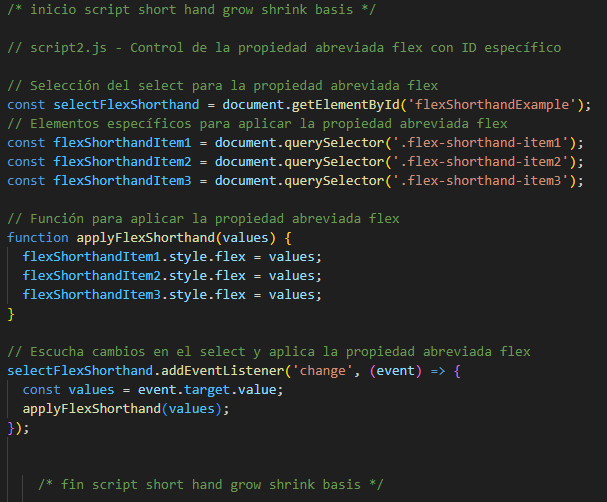 /* inicio script short hand grow shrink basis */
// script2.js - Control de la propiedad abreviada flex con ID específico
// Selección del select para la propiedad abreviada flex
const selectFlexShorthand = document.getElementById('flexShorthandExample');
// Elementos específicos para aplicar la propiedad abreviada flex
const flexShorthandItem1 = document.querySelector('.flex-shorthand-item1');
const flexShorthandItem2 = document.querySelector('.flex-shorthand-item2');
const flexShorthandItem3 = document.querySelector('.flex-shorthand-item3');
// Función para aplicar la propiedad abreviada flex
function applyFlexShorthand(values) {
  flexShorthandItem1.style.flex = values;
  flexShorthandItem2.style.flex = values;
  flexShorthandItem3.style.flex = values;
}
// Escucha cambios en el select y aplica la propiedad abreviada flex
selectFlexShorthand.addEventListener('change', (event) => {
  const values = event.target.value;
  applyFlexShorthand(values);
});
    /* fin script short hand grow shrink basis */